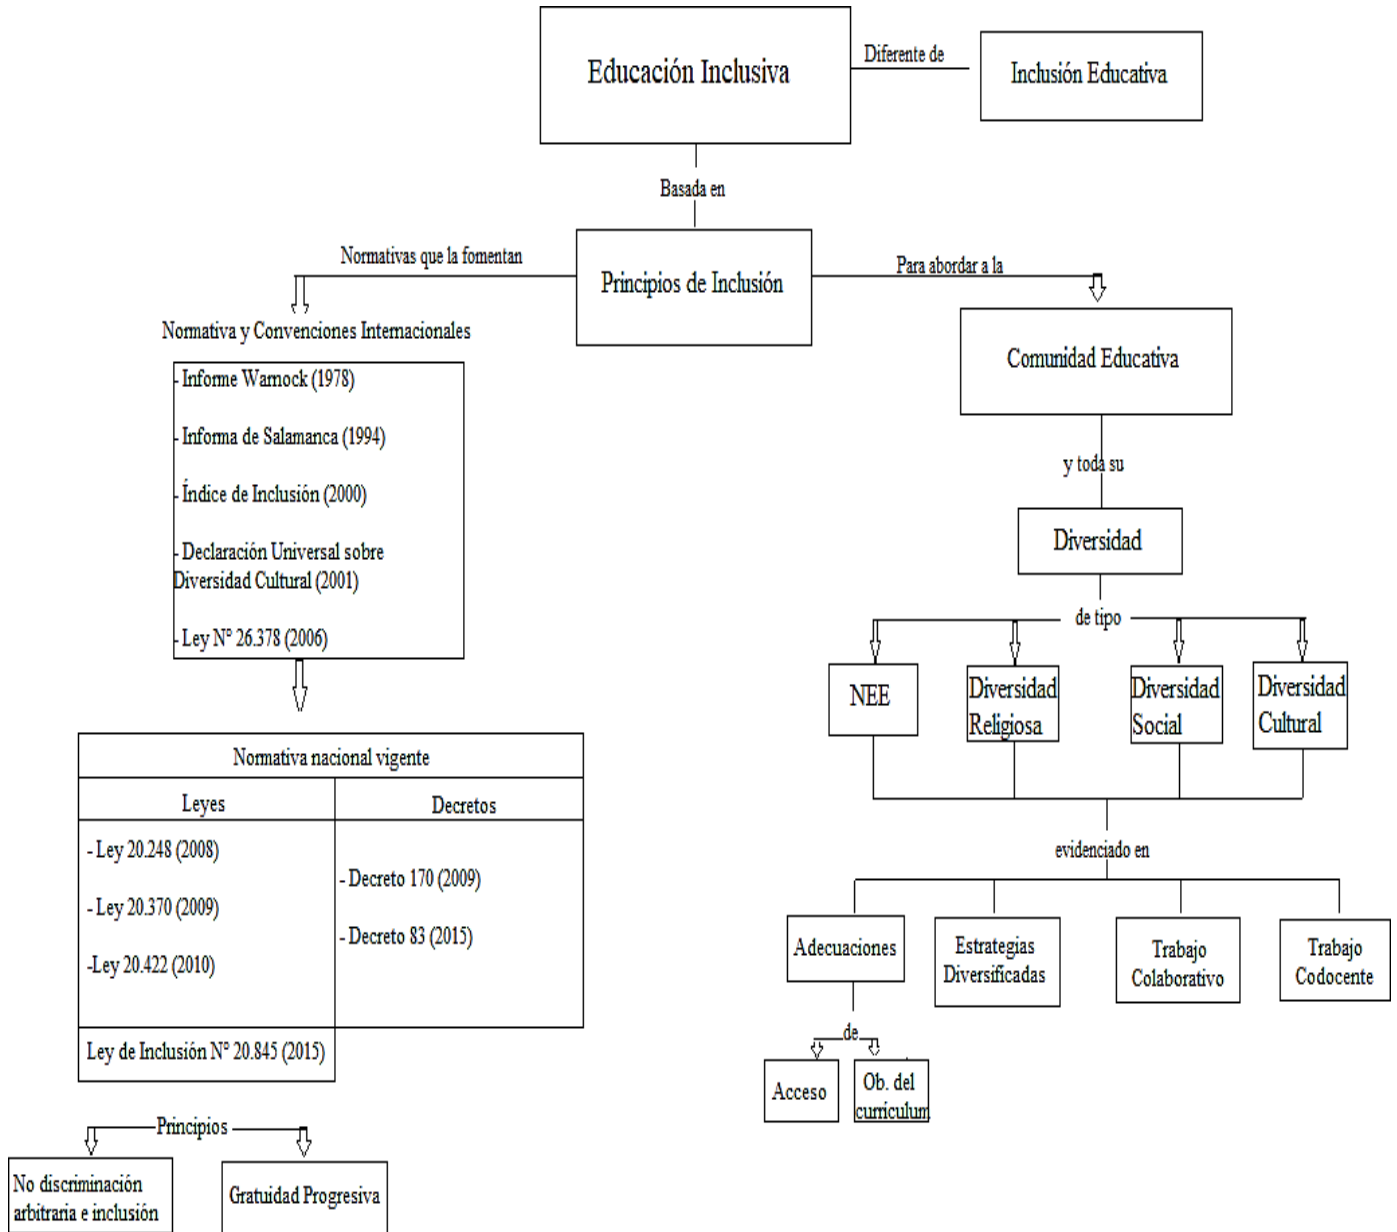 Educación Inclusiva
Diferente de
Inclusión Educativa
Basada en
Principios de Inclusión
Normativas que la fomentan
Para abordar a la
Normativa y Convenciones Internacionales
- Informe Warnock (1978)
- Informa de Salamanca (1994)
- Índice de Inclusión (2000)
- Declaración Universal sobre
Diversidad Cultural (2001)
- Ley N° 26.378 (2006)
Normativa nacional vigente
Leyes
Decretos
- Ley 20.248 (2008)
- Ley 20.370 (2009)
-Ley 20.422 (2010)
- Decreto 170 (2009)
- Decreto 83 (2015)
Ley de Inclusión N° 20.845 (2015)
Principios
No discriminación
arbitraria e inclusión
Gratuidad Progresiva
Comunidad Educativa
y toda su
Diversidad
de tipo
NEE
Diversidad
Religiosa
Diversidad
Social
Diversidad
Cultural
evidenciado en
Adecuaciones
Estrategias
Diversificadas
Trabajo
Colaborativo
Trabajo
Codocente
de
Acceso
Ob. del
currículum